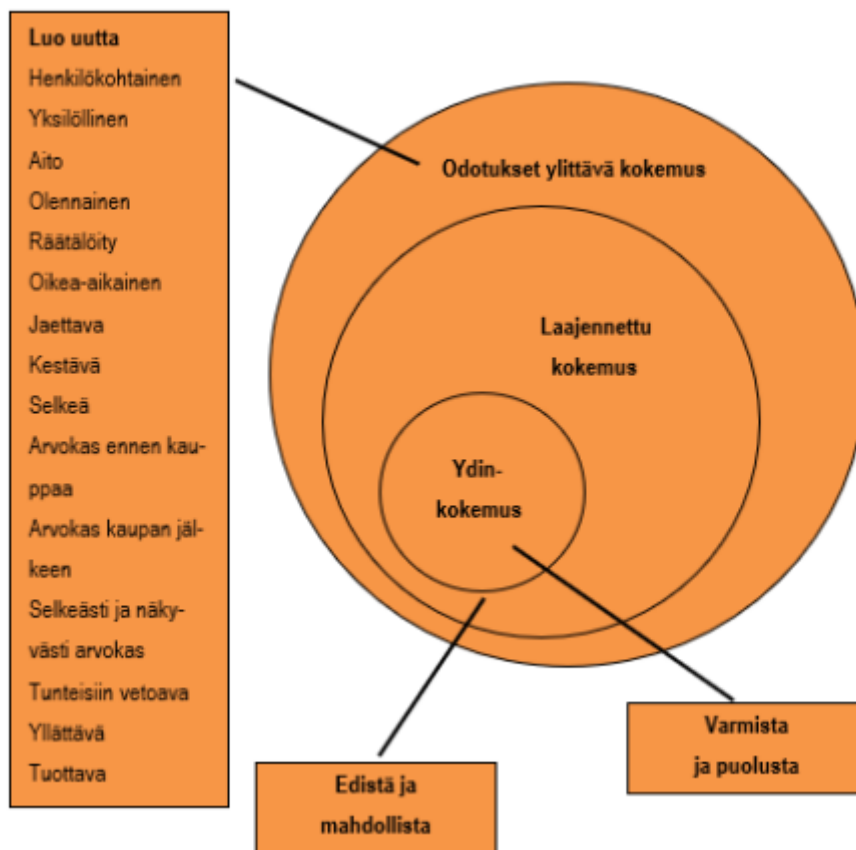 Luo uutta
Henkilökohtainen
Yksilöllinen
Aito
Olennainen
Räätälöity
Oikea-aikainen
Jaettava
Kestävä
Selkeä
Arvokas ennen kau-
ppaa
Arvokas kaupan jäl-
keen
Selkeästi ja näky-
västi arvokas
Tunteisiin vetoava
Yllättävä
Tuottava
Odotukset ylittävä kokemus
Laajennettu
kokemus
Ydin-
kokemus
Varmista
ja puolusta
Edistä ja
mahdollista